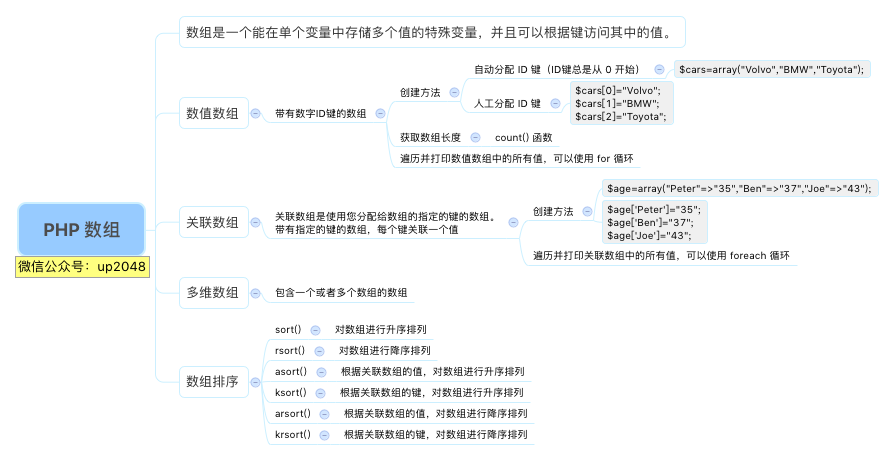 数组是一个能在单个变量中存储多个值的特殊变量，并且可以根据键访问其中的值。
数值数组
带有数字ID键的数组
创建方法
自动分配 ID 键（ID键总是从 0 开始）
$cars=array("Volvo","BMW","Toyota");
人工分配 ID 键
$cars[0]="Volvo";
$cars[1]="BMW";
$cars[2]="Toyota";
获取数组长度
count() 函数
遍历并打印数值数组中的所有值，可以使用 for 循环
PHP 数组
微信公众号：up2048
关联数组
关联数组是使用您分配给数组的指定的键的数组。
带有指定的键的数组，每个键关联一个值
创建方法
$age=array("Peter"=>"35","Ben"=>"37","Joe"=>"43");
$age['Peter']="35";
$age['Ben']="37";
$age['Joe']="43";
遍历并打印关联数组中的所有值，可以使用 foreach 循环
多维数组
包含一个或者多个数组的数组
数组排序
sort()
对数组进行升序排列
rsort()
对数组进行降序排列
asort()
根据关联数组的值，对数组进行升序排列
ksort()
根据关联数组的键，对数组进行升序排列
arsort()
根据关联数组的值，对数组进行降序排列
krsort()
根据关联数组的键，对数组进行降序排列